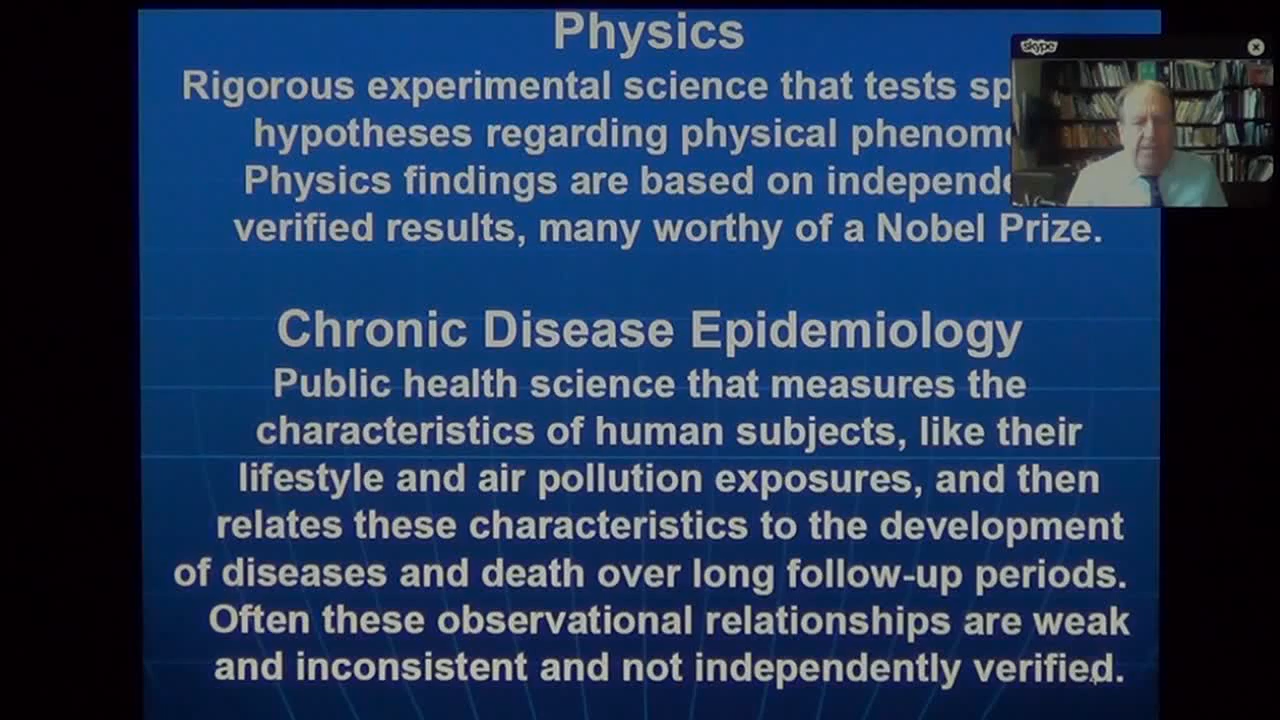 Physics
skype
Rigorous experimental science that tests
hypotheses regarding physical
Physics findings are based on
verified results, many worthy of a Nobel Prize.
Chronic Disease Epidemiology
Public health science that measures the
characteristics of human subjects, like their
lifestyle and air pollution exposures, and then
relates these characteristics to the development
of diseases and death over long follow-up periods.
Often these observational relationships are weak
and inconsistent and not independently verified.